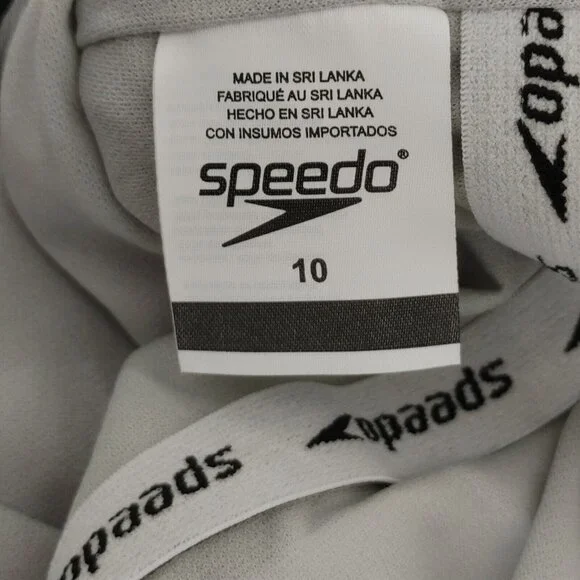 MADE IN SRI LANKA
FABRIQUÉ AU SRI LANKA
HECHO EN SRI LANKA
CON INSUMOS IMPORTADOS
speedo®
10
speedo
speedo